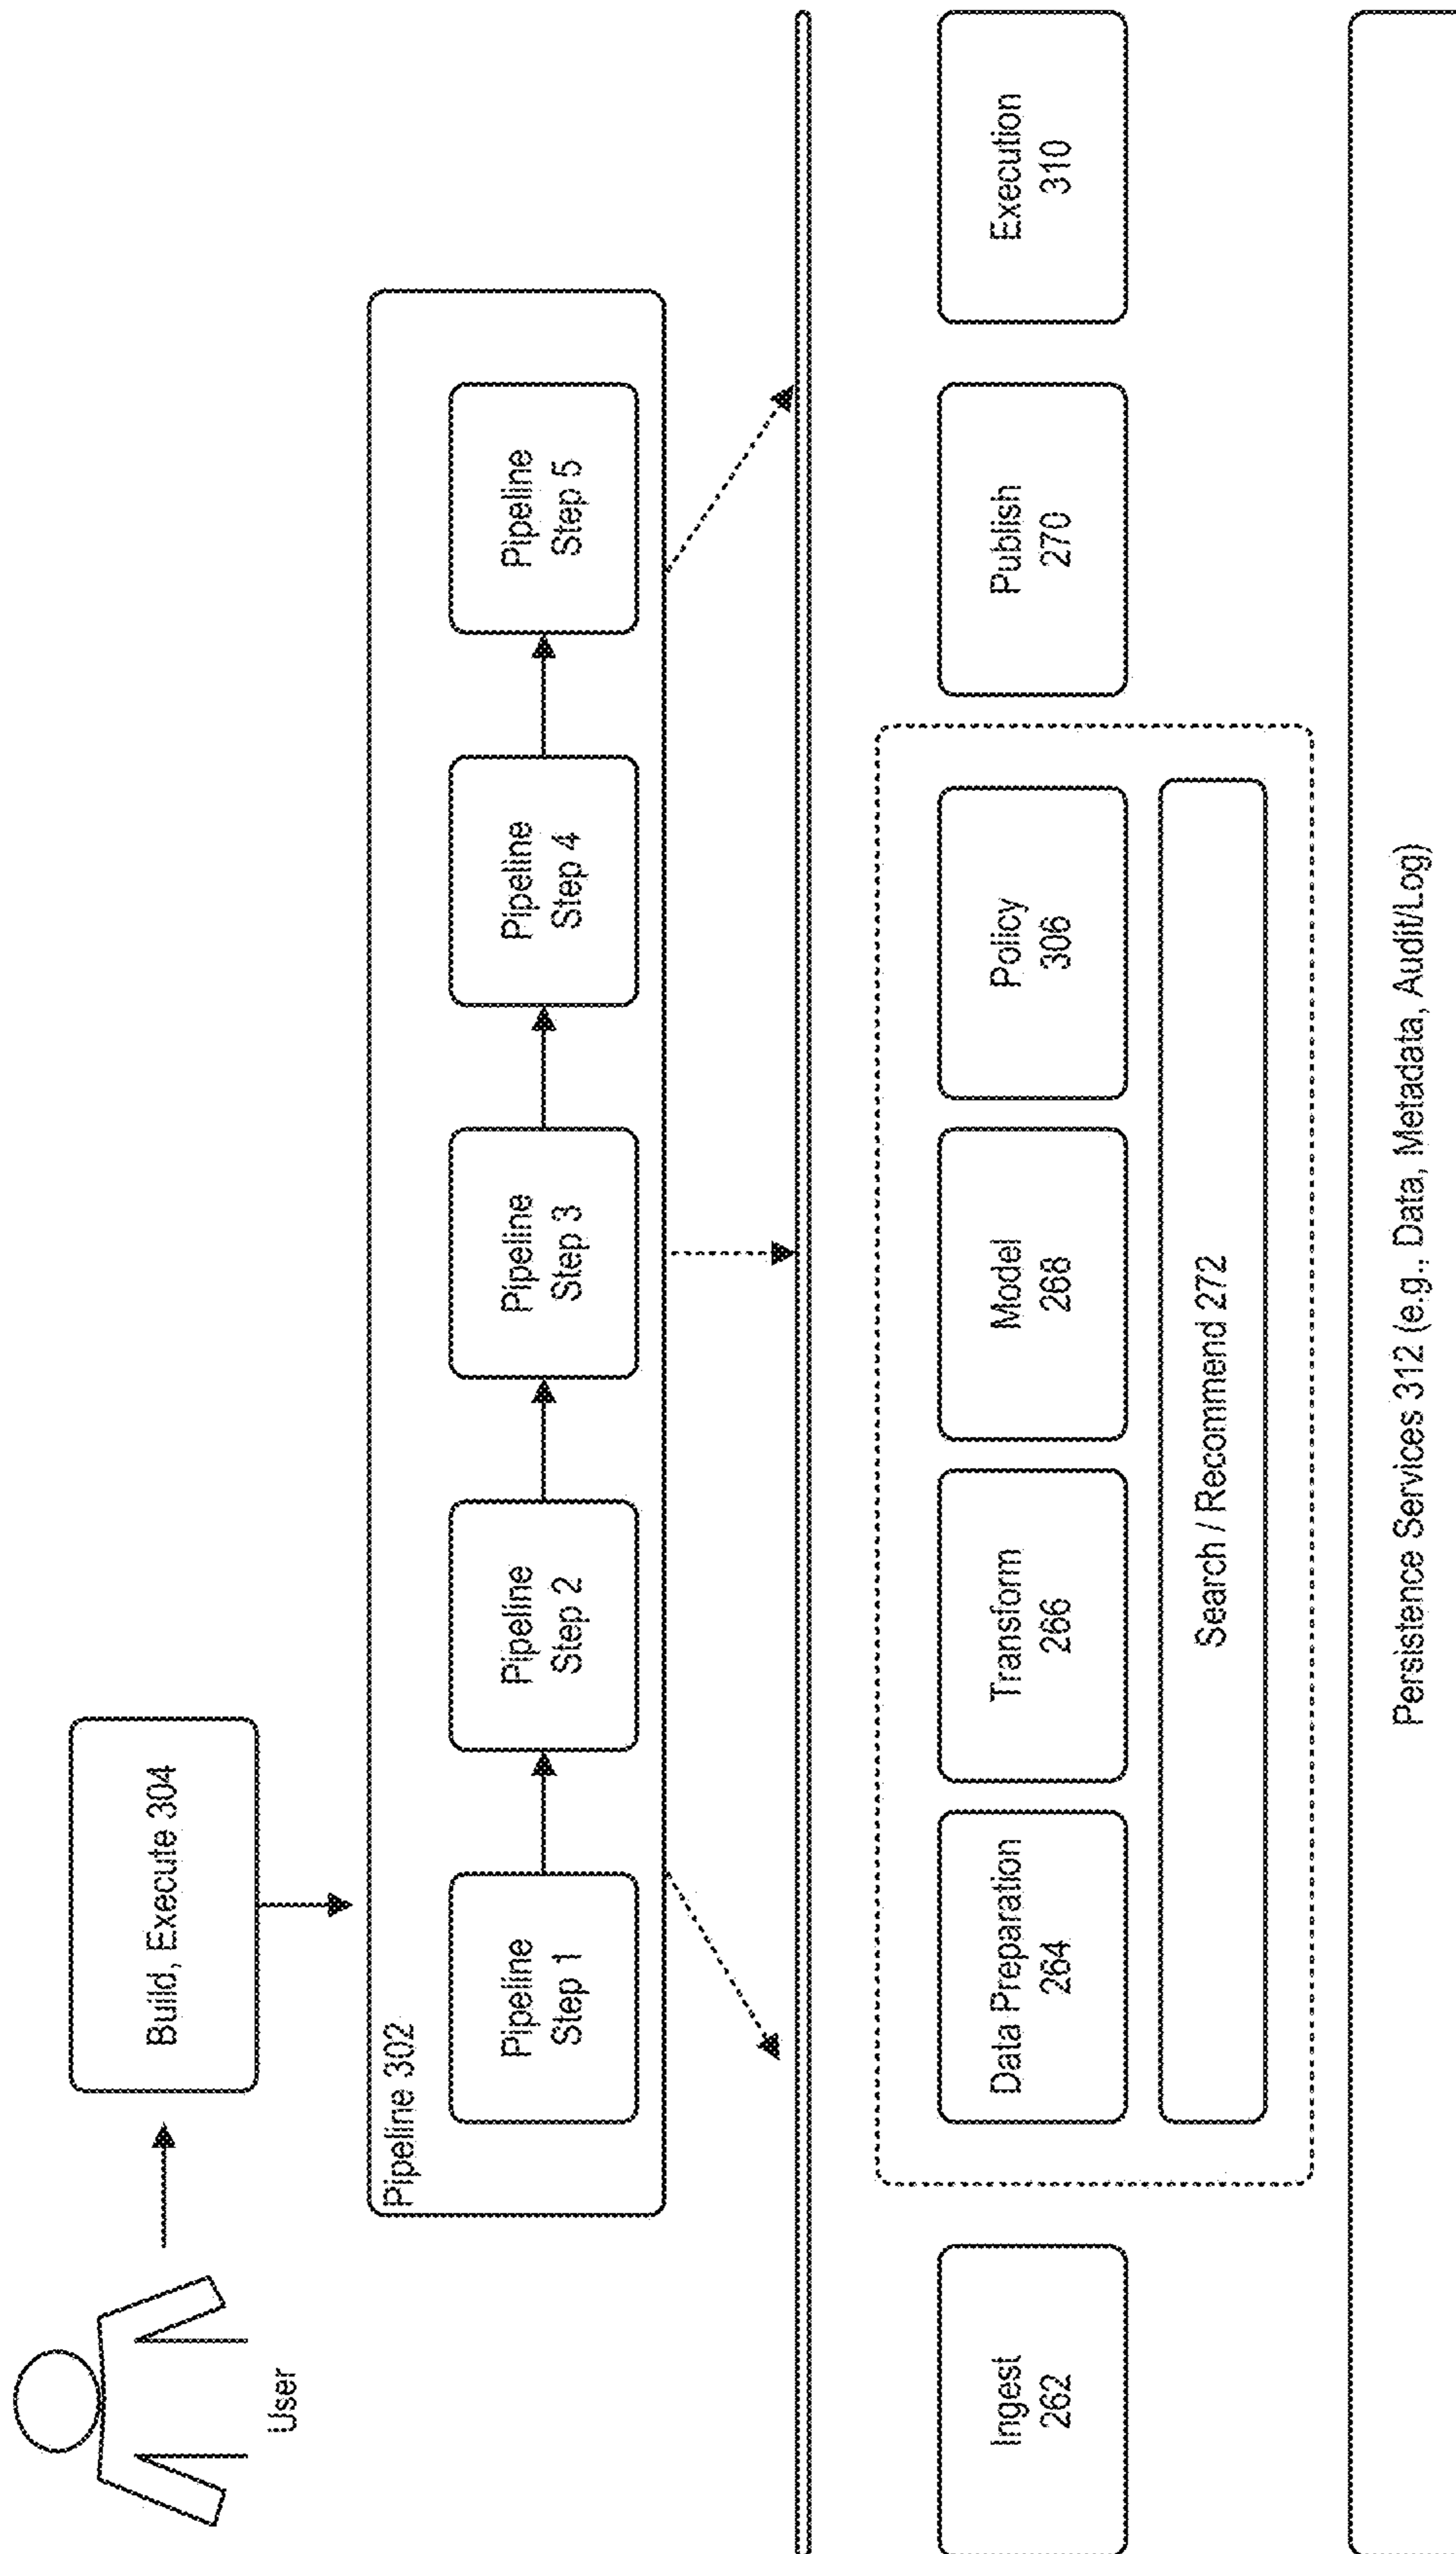 User
Build, Execute 304
Pipeline 302
Pipeline
Step 1
Pipeline
Step 2
Pipeline
Step 3
Pipeline
Step 4
Pipeline
Step 5
Ingest
262
Data Preparation
264
Transform
266
Model
268
Policy
306
Search / Recommend 272
Publish
270
Execution
310
Persistence Services 312 (e.g., Data, Metadata, Audit/Log)